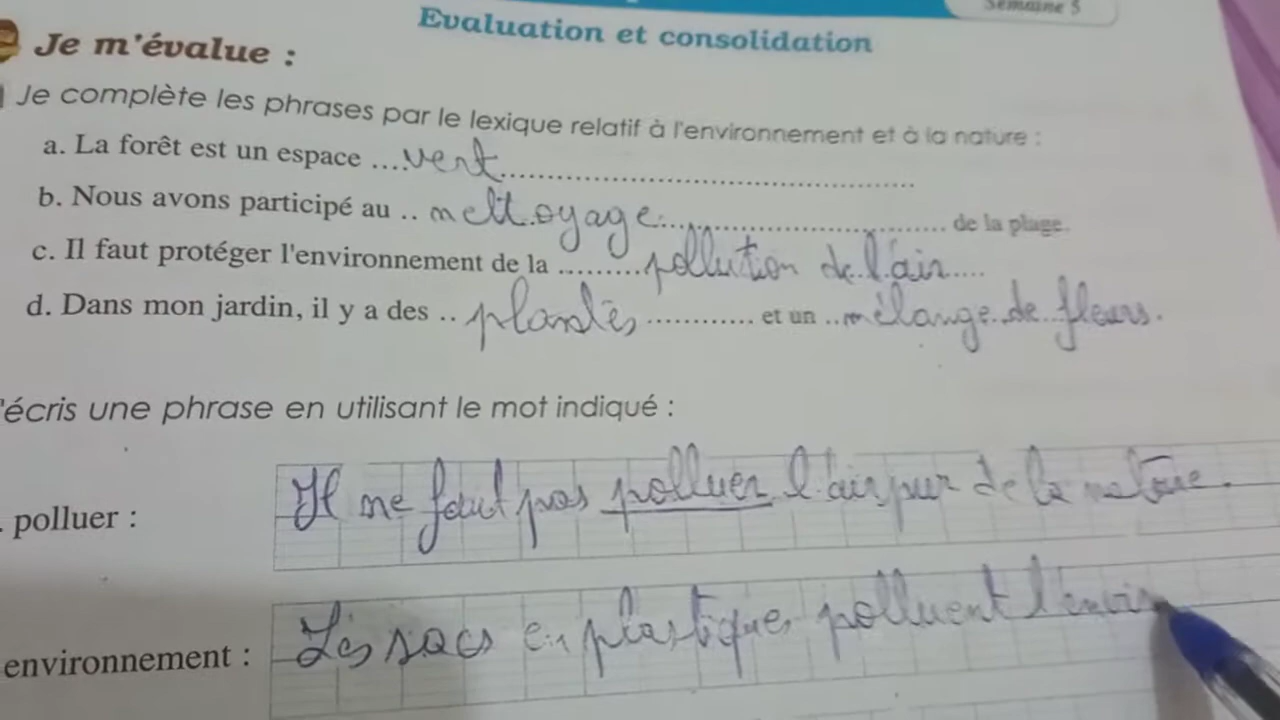 Semaine 5
Evaluation et consolidation
Je m'évalue :
Je complète les phrases par le lexique relatif à l'environnement et à la nature :
a. La forêt est un espace ....vert..............................................
b. Nous avons participé au .. nettoyage................................ de la plage.
c. Il faut protéger l'environnement de la .........pollution de l'air.....
d. Dans mon jardin, il y a des .. plantes ............ et un ..mélange de fleurs.
'écris une phrase en utilisant le mot indiqué :
. polluer : Il ne faut pas polluer l'air pur de la nature.
environnement : Les sacs en plastiques polluent l'envir